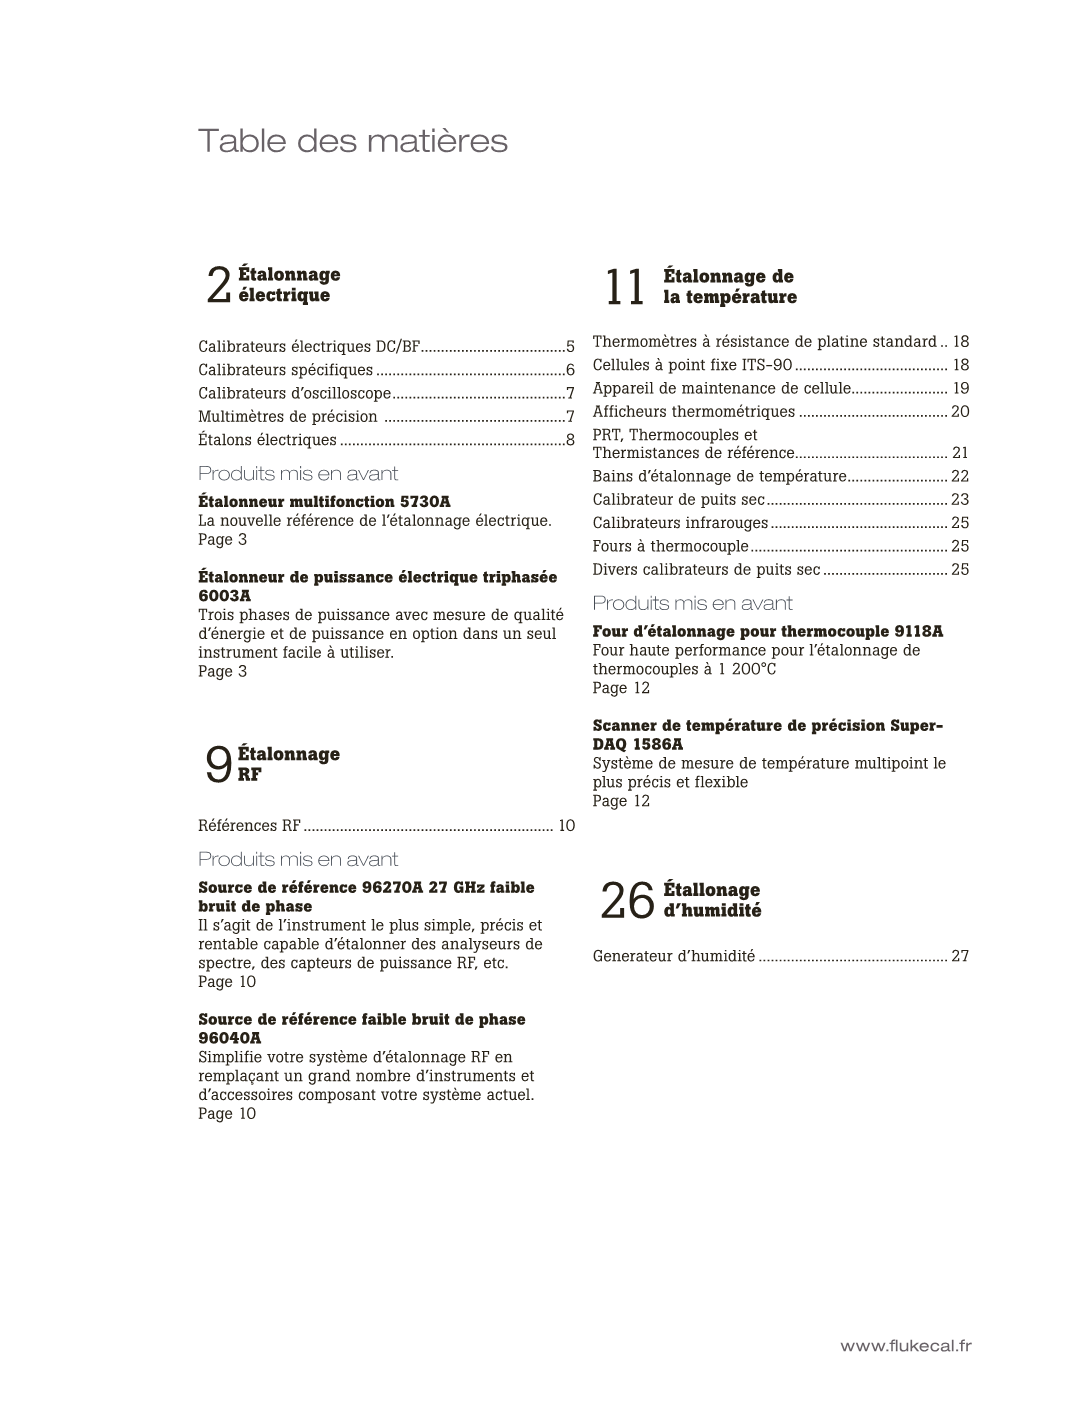 Table des matières
2 Étalonnage
électrique
Calibrateurs électriques DC/BF....................................5
Calibrateurs spécifiques ...............................................6
Calibrateurs d’oscilloscope...........................................7
Multimètres de précision .............................................7
Étalons électriques ........................................................8
Produits mis en avant
Étalonneur multifonction 5730A
La nouvelle référence de l’étalonnage électrique.
Page 3
Étalonneur de puissance électrique triphasée
6003A
Trois phases de puissance avec mesure de qualité
d’énergie et de puissance en option dans un seul
instrument facile à utiliser.
Page 3
9 Étalonnage
RF
Références RF .............................................................. 10
Produits mis en avant
Source de référence 96270A 27 GHz faible
bruit de phase
Il s’agit de l’instrument le plus simple, précis et
rentable capable d’étalonner des analyseurs de
spectre, des capteurs de puissance RF, etc.
Page 10
Source de référence faible bruit de phase
96040A
Simplifie votre système d’étalonnage RF en
remplaçant un grand nombre d’instruments et
d’accessoires composant votre système actuel.
Page 10
11 Étalonnage de
la température
Thermomètres à résistance de platine standard .. 18
Cellules à point fixe ITS-90 ...................................... 18
Appareil de maintenance de cellule........................ 19
Afficheurs thermométriques ..................................... 20
PRT, Thermocouples et
Thermistances de référence...................................... 21
Bains d’étalonnage de température......................... 22
Calibrateur de puits sec............................................. 23
Calibrateurs infrarouges ............................................ 25
Fours à thermocouple................................................. 25
Divers calibrateurs de puits sec ............................... 25
Produits mis en avant
Four d’étalonnage pour thermocouple 9118A
Four haute performance pour l’étalonnage de
thermocouples à 1 200°C
Page 12
Scanner de température de précision Super-
DAQ 1586A
Système de mesure de température multipoint le
plus précis et flexible
Page 12
26 Étallonage
d’humidité
Generateur d’humidité ............................................... 27
www.flukecal.fr